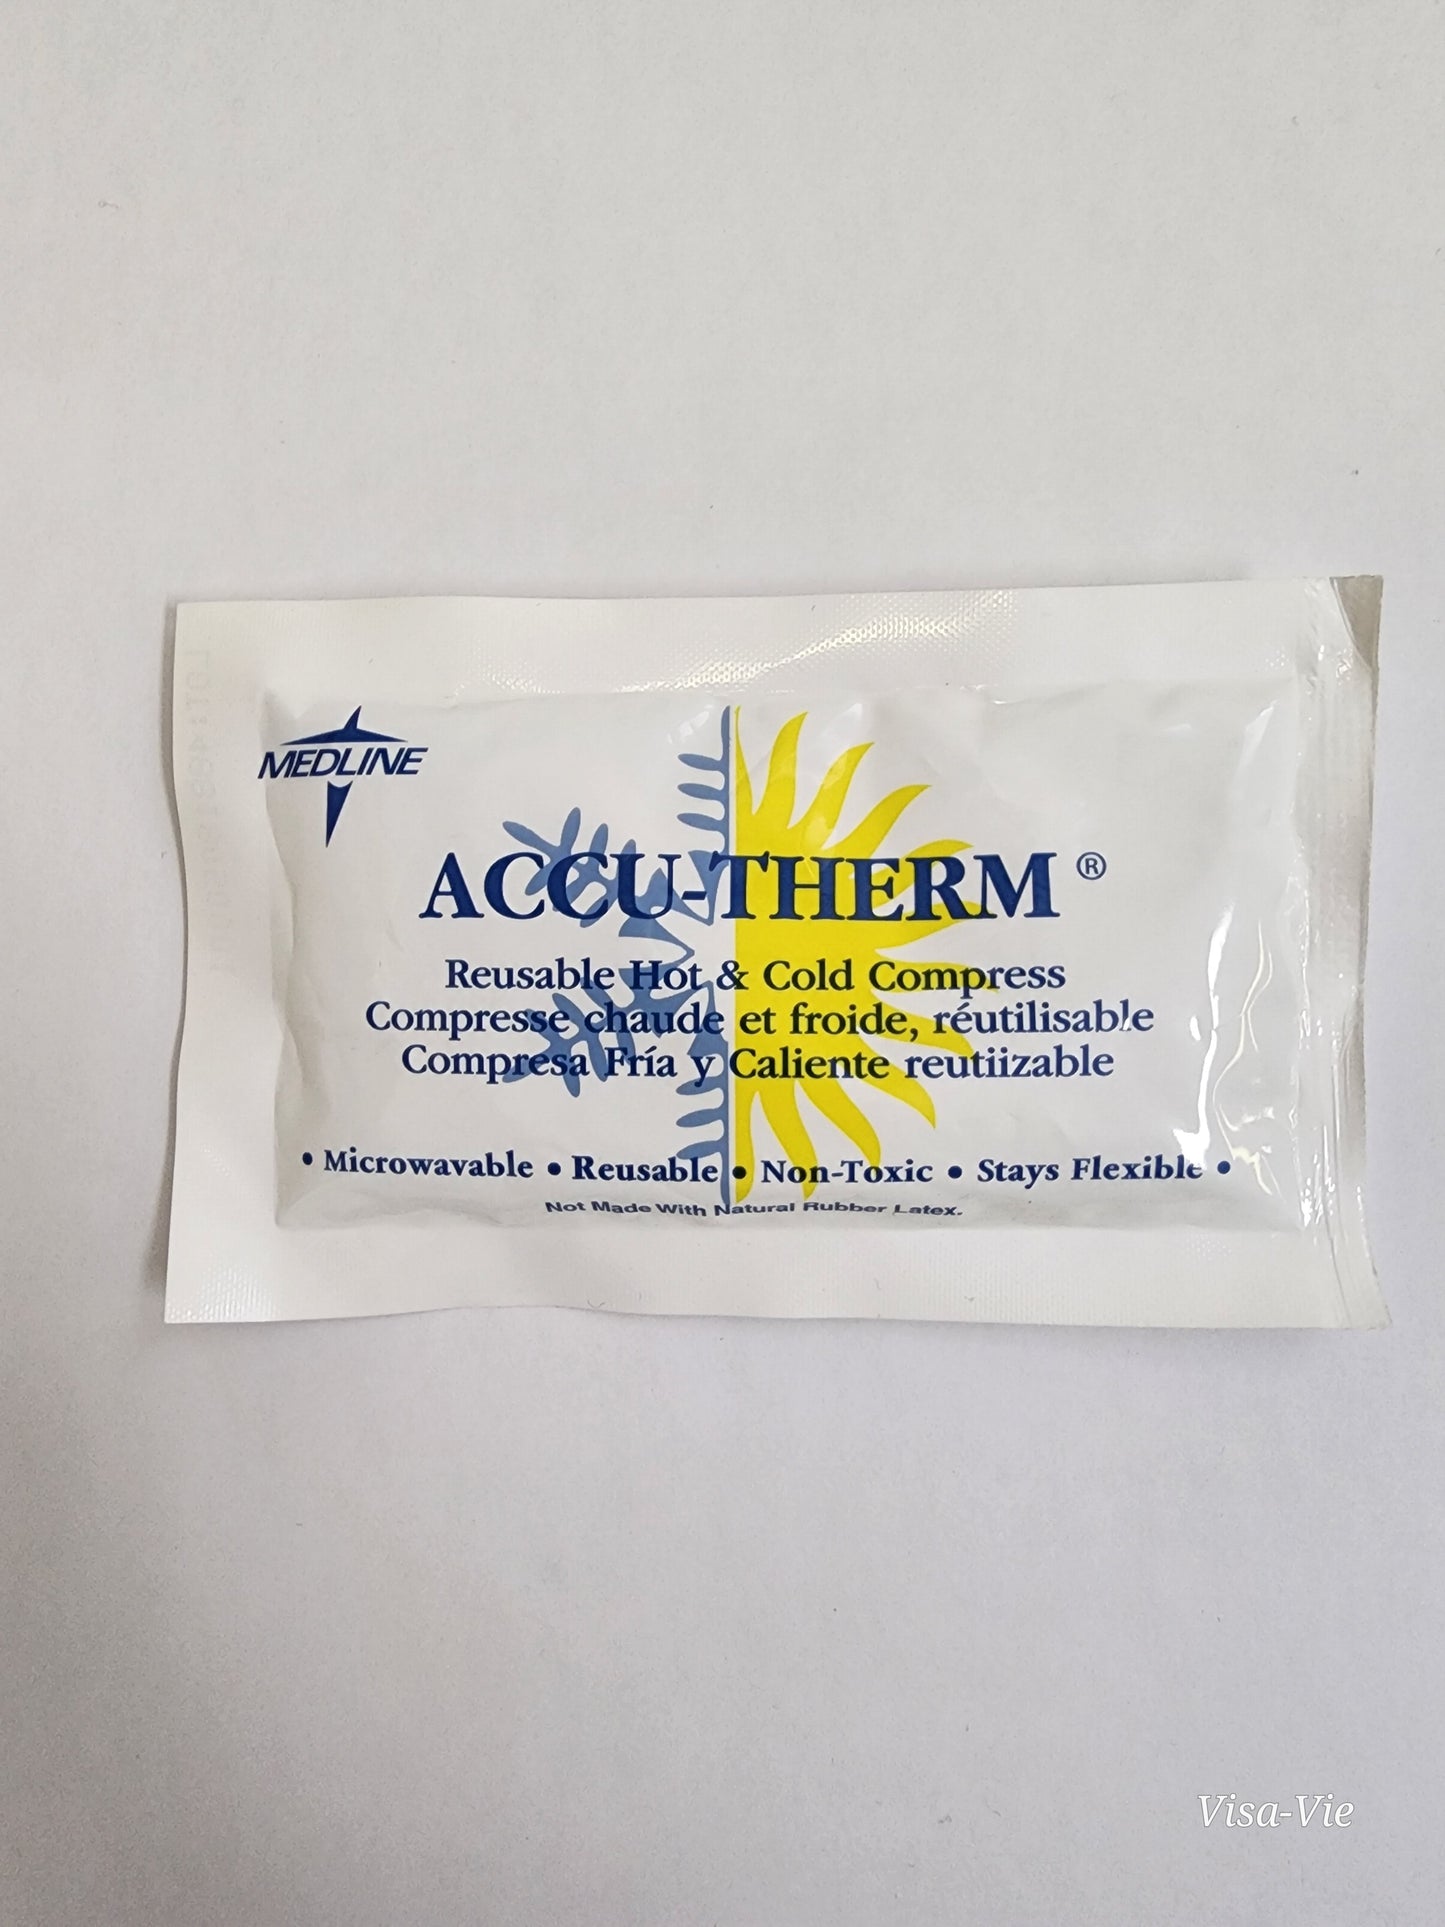 MEDLINE
ACCU-THERM®
Reusable Hot & Cold Compress
Compresse chaude et froide, réutilisable
Compresa Fría y Caliente reutiizable
• Microwavable • Reusable • Non-Toxic • Stays Flexible •
Not Made With Natural Rubber Latex.
Visa-Vie